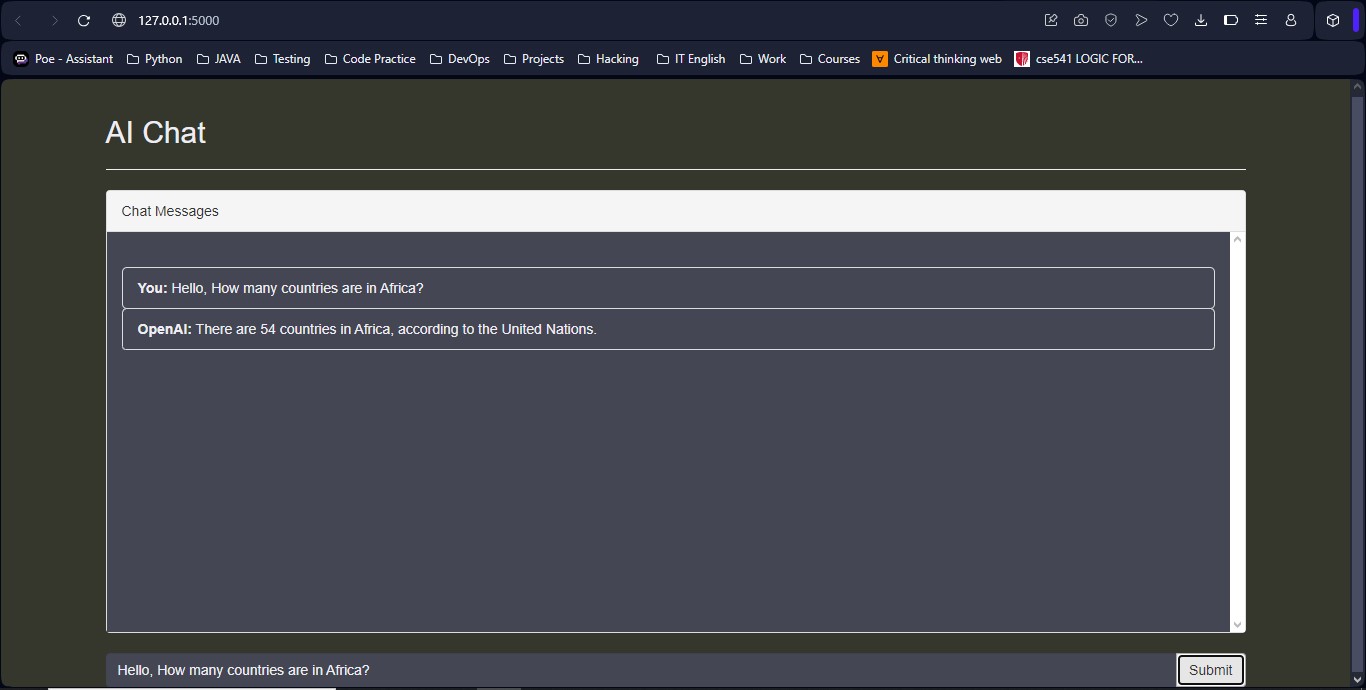 127.0.0.1:5000
Poe - Assistant Python JAVA Testing Code Practice DevOps Projects Hacking IT English Work Courses Critical thinking web cse541 LOGIC FOR...
AI Chat
Chat Messages
You: Hello, How many countries are in Africa?
OpenAI: There are 54 countries in Africa, according to the United Nations.
Hello, How many countries are in Africa? Submit